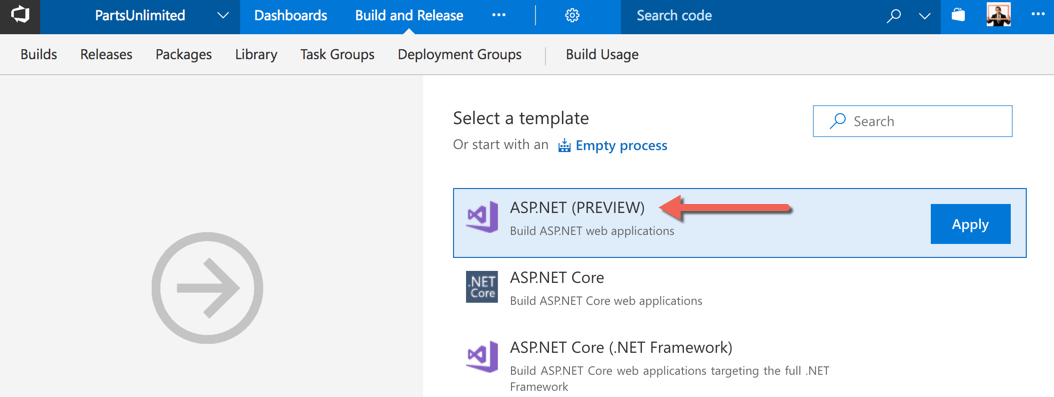 PartsUnlimited Dashboards Build and Release ··· Search code ···
Builds Releases Packages Library Task Groups Deployment Groups Build Usage
Select a template
Search
Or start with an Empty process
ASP.NET (PREVIEW)
Build ASP.NET web applications
Apply
.NET Core
ASP.NET Core
Build ASP.NET Core web applications
ASP.NET Core (.NET Framework)
Build ASP.NET Core web applications targeting the full .NET
Framework